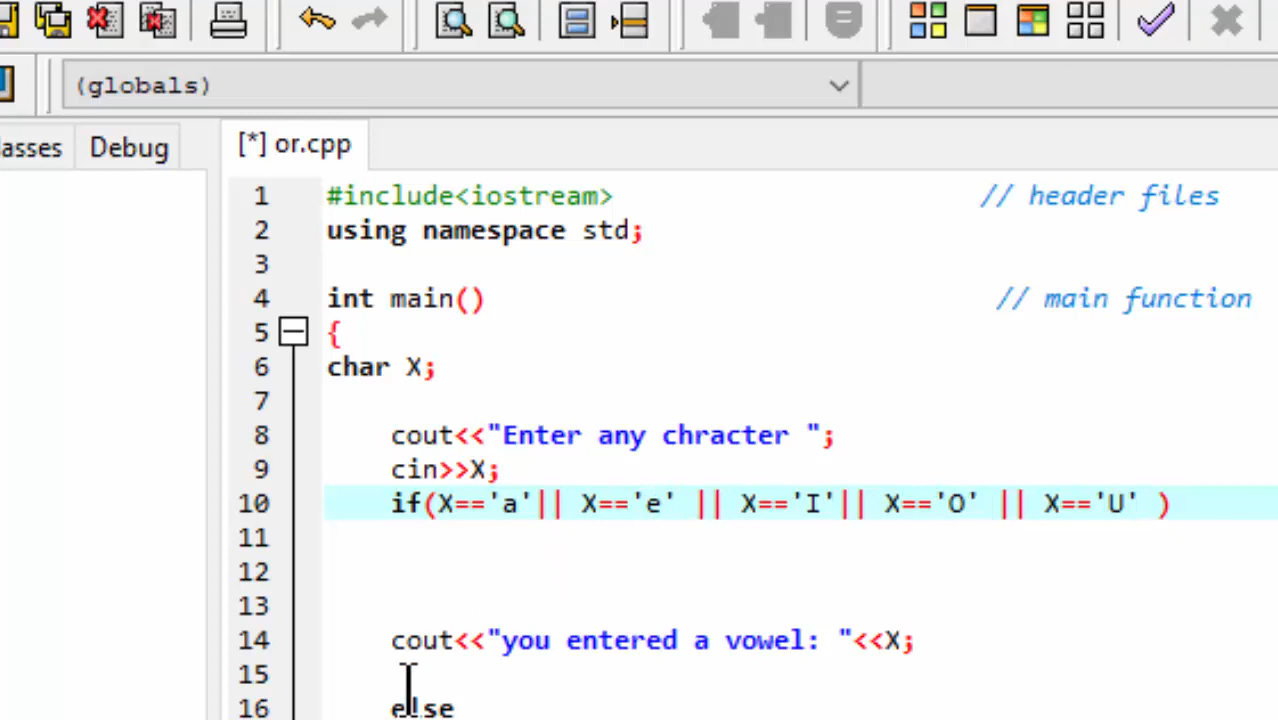 (globals)
lasses Debug [*] or.cpp
1 #include<iostream> // header files
2 using namespace std;
3
4 int main() // main function
5 {
6 char X;
7
8 cout<<"Enter any chracter ";
9 cin>>X;
10 if(X=='a'|| X=='e' || X=='I'|| X=='O' || X=='U' )
11
12
13
14 cout<<"you entered a vowel: "<<X;
15
16 else